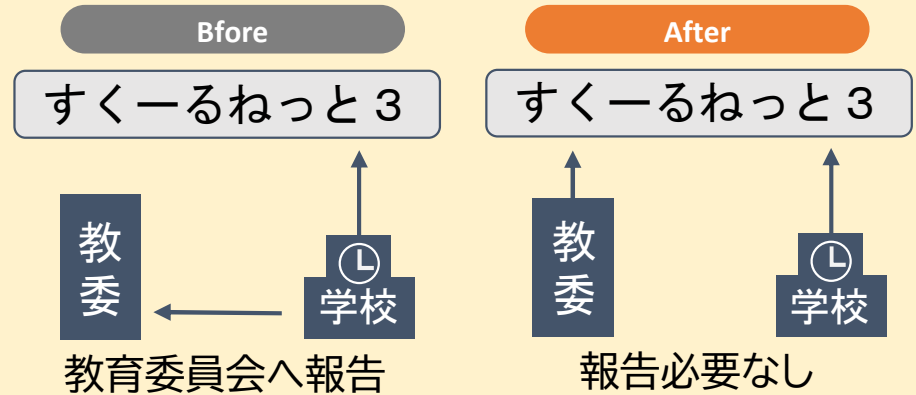 Bfore
すくーるねっと３
教委
学校
教育委員会へ報告
After
すくーるねっと３
教委
学校
報告必要なし